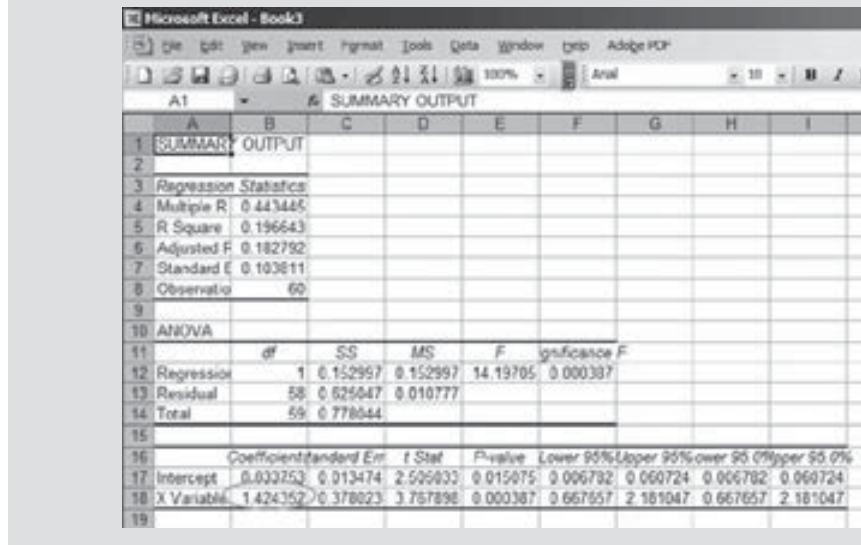 Microsoft Excel - Book3
File Edit View Insert Format Tools Data Window Help Adobe PDF
100% Arial 10 B I
A1 SUMMARY OUTPUT
A B C D E F G H I
1 SUMMARY OUTPUT
2
3 Regression Statistics
4 Multiple R 0.443445
5 R Square 0.196643
6 Adjusted F 0.182792
7 Standard E 0.103811
8 Observatio 60
9
10 ANOVA
11 df SS MS F gnificance F
12 Regression 1 0.152997 0.152997 14.19705 0.000387
13 Residual 58 0.625047 0.010777
14 Total 59 0.778044
15
16 Coefficient tandard Err t Stat P-value Lower 95% Upper 95% ower 95.0% pper 95.0%
17 Intercept 0.033753 0.013474 0.015075 0.006782 0.060724 0.006782 0.060724
18 X Variable 1.424352 0.378023 3.767898 0.000387 0.667657 2.181047 0.667657 2.181047
19